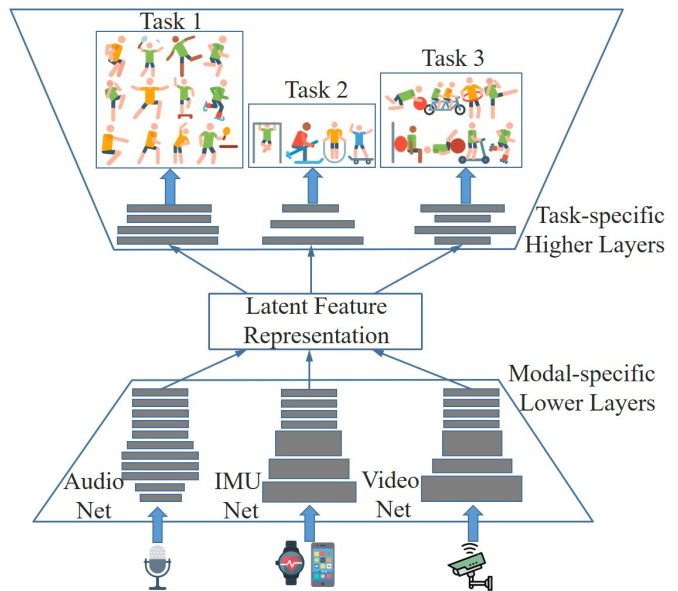 Task 1
Task 2
Task 3
Task-specific
Higher Layers
Latent Feature
Representation
Modal-specific
Lower Layers
Audio
Net
IMU
Net
Video
Net